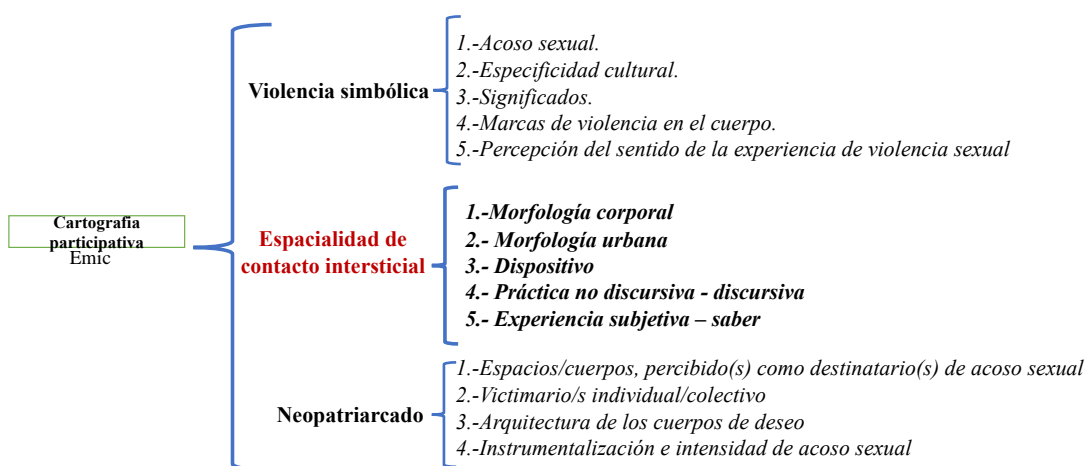 Cartografia
participativa
Emic
Violencia simbólica
1.-Acoso sexual.
2.-Especificidad cultural.
3.-Significados.
4.-Marcas de violencia en el cuerpo.
5.-Percepción del sentido de la experiencia de violencia sexual
Espacialidad de
contacto intersticial
1.-Morfología corporal
2.- Morfología urbana
3.- Dispositivo
4.- Práctica no discursiva - discursiva
5.- Experiencia subjetiva – saber
Neopatriarcado
1.-Espacios/cuerpos, percibido(s) como destinatario(s) de acoso sexual
2.-Victimario/s individual/colectivo
3.-Arquitectura de los cuerpos de deseo
4.-Instrumentalización e intensidad de acoso sexual